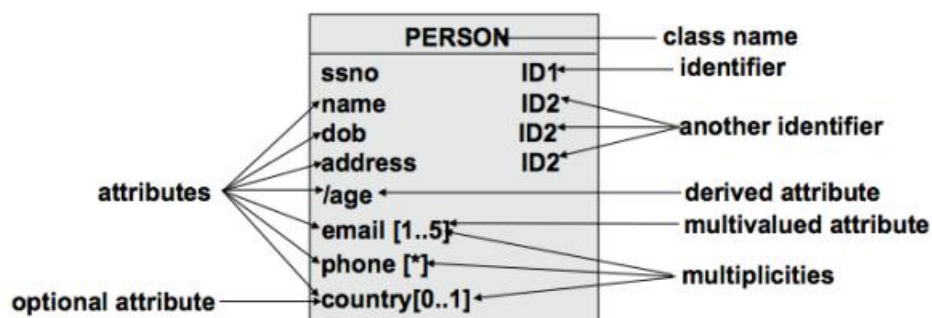 PERSON class name
ssno ID1 identifier
name ID2
dob ID2 another identifier
address ID2
attributes /age derived attribute
email [1..5] multivalued attribute
phone [*] multiplicities
optional attribute country[0..1]